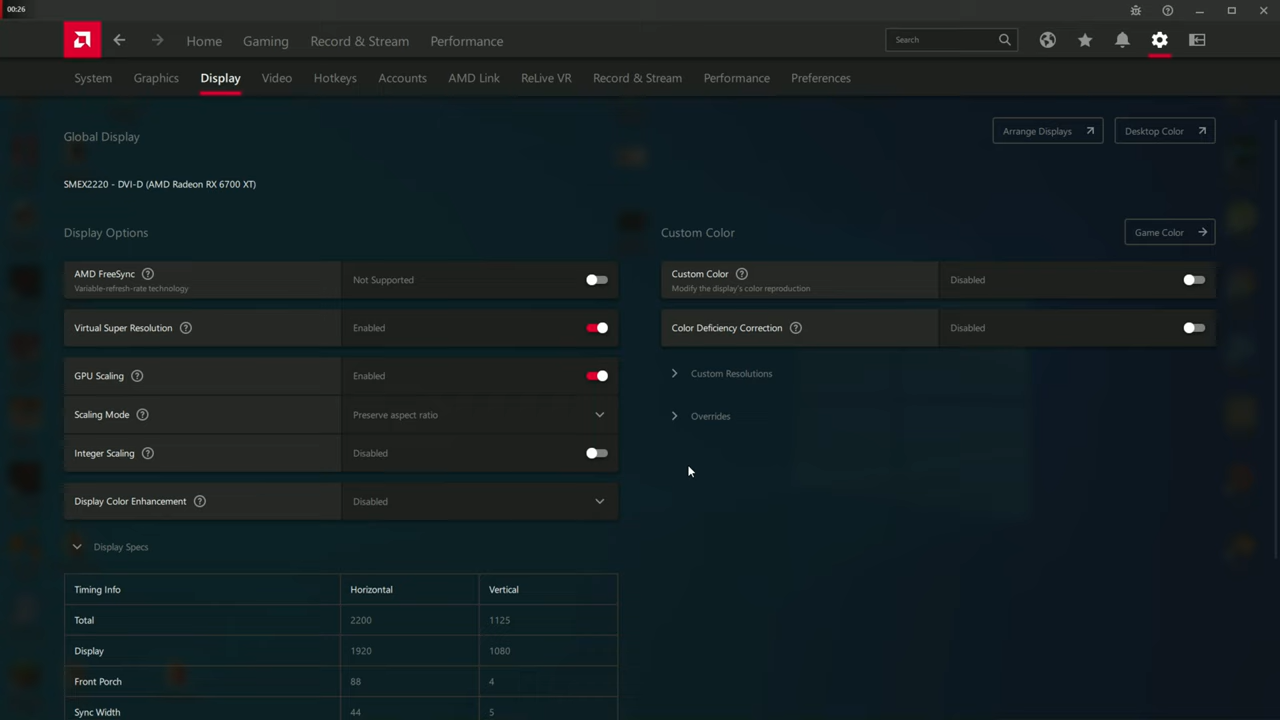 00:26
Home Gaming Record & Stream Performance Search
System Graphics Display Video Hotkeys Accounts AMD Link ReLive VR Record & Stream Performance Preferences
Global Display
Arrange Displays
Desktop Color
SMEX2220 - DVI-D (AMD Radeon RX 6700 XT)
Display Options
AMD FreeSync
Variable-refresh-rate technology
Not Supported
Virtual Super Resolution
Enabled
GPU Scaling
Enabled
Scaling Mode
Preserve aspect ratio
Integer Scaling
Disabled
Display Color Enhancement
Disabled
Display Specs
Timing Info Horizontal Vertical
Total 2200 1125
Display 1920 1080
Front Porch 88 4
Sync Width 44 5
Custom Color
Game Color
Custom Color
Modify the display's color reproduction
Disabled
Color Deficiency Correction
Disabled
Custom Resolutions
Overrides